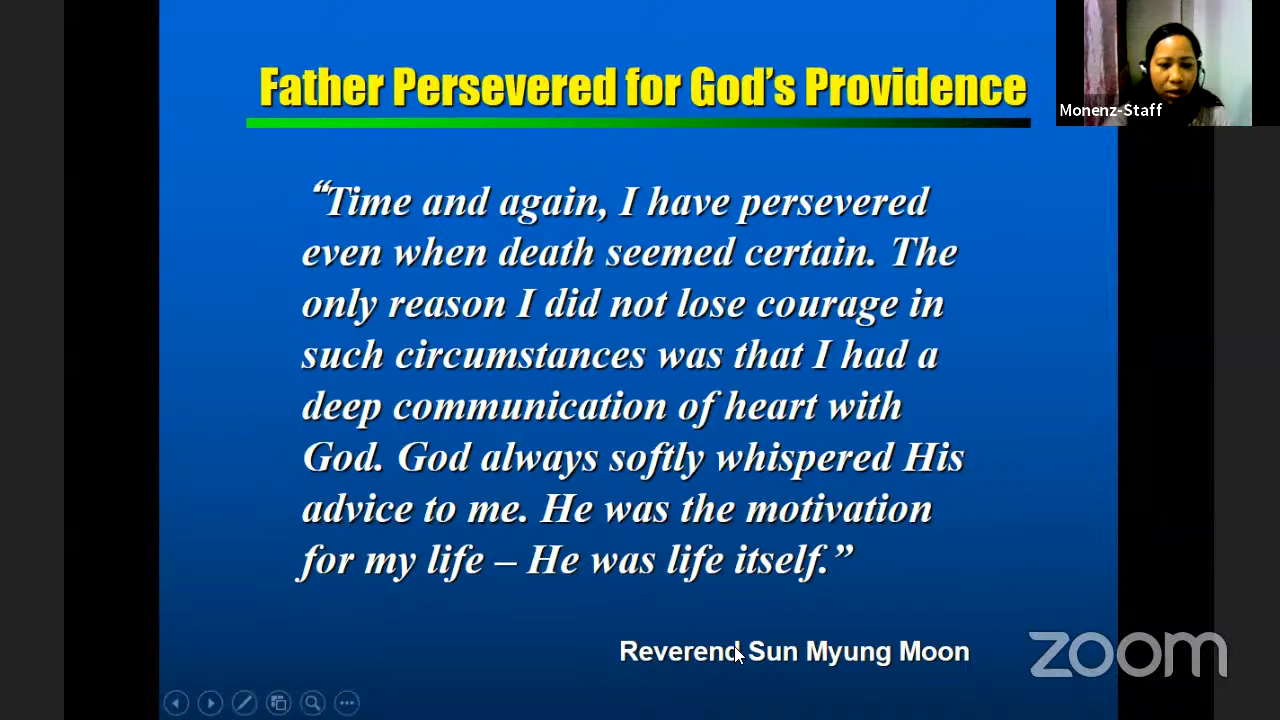 Father Persevered for God’s Providence
Monenz-Staff
“Time and again, I have persevered
even when death seemed certain. The
only reason I did not lose courage in
such circumstances was that I had a
deep communication of heart with
God. God always softly whispered His
advice to me. He was the motivation
for my life – He was life itself.”
Reverend Sun Myung Moon
zoom